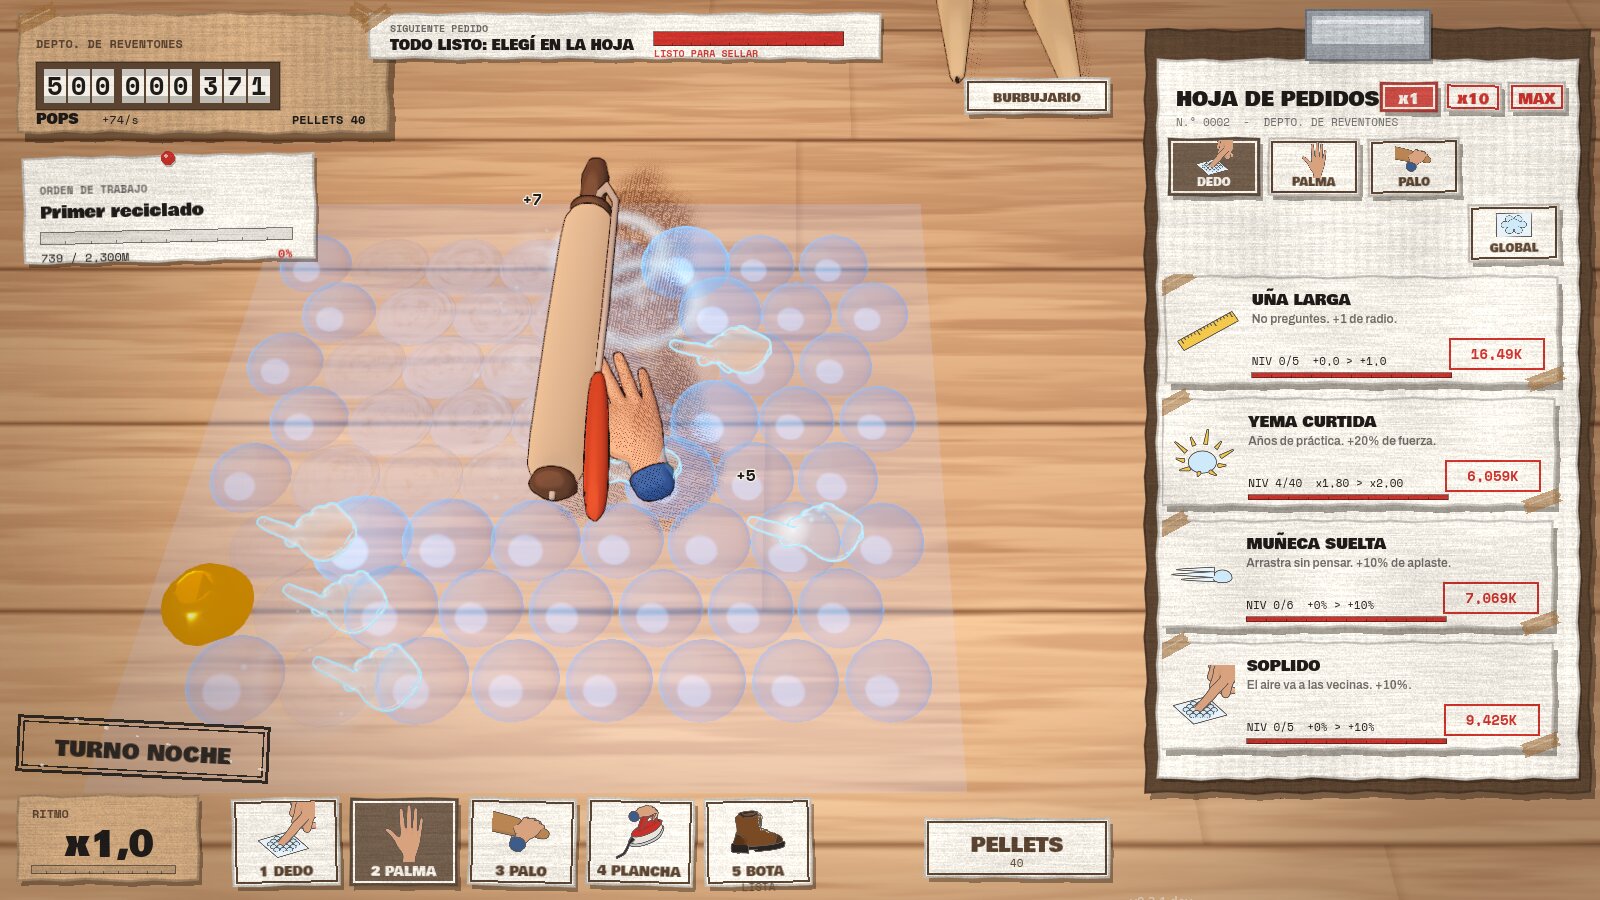 DEPTO. DE REVENTONES
500 000 371
POPS +74/s PELLETS 40
SIGUIENTE PEDIDO
TODO LISTO: ELEGÍ EN LA HOJA
LISTO PARA SELLAR
BURBUJARIO
ORDEN DE TRABAJO
Primer reciclado
739 / 2,300M 0%
+7
+5
HOJA DE PEDIDOS x1 x10 MAX
N.º 0002 - DEPTO. DE REVENTONES
DEDO PALMA PALO
GLOBAL
UÑA LARGA
No preguntes. +1 de radio.
NIV 0/5 +0,0 > +1,0 16,49K
YEMA CURTIDA
Años de práctica. +20% de fuerza.
NIV 4/40 x1,80 > x2,00 6,059K
MUÑECA SUELTA
Arrastra sin pensar. +10% de aplaste.
NIV 0/6 +0% > +10% 7,069K
SOPLIDO
El aire va a las vecinas. +10%.
NIV 0/5 +0% > +10% 9,425K
TURNO NOCHE
RITMO
x1,0
1 DEDO 2 PALMA 3 PALO 4 PLANCHA 5 BOTA
LISTA
PELLETS
40